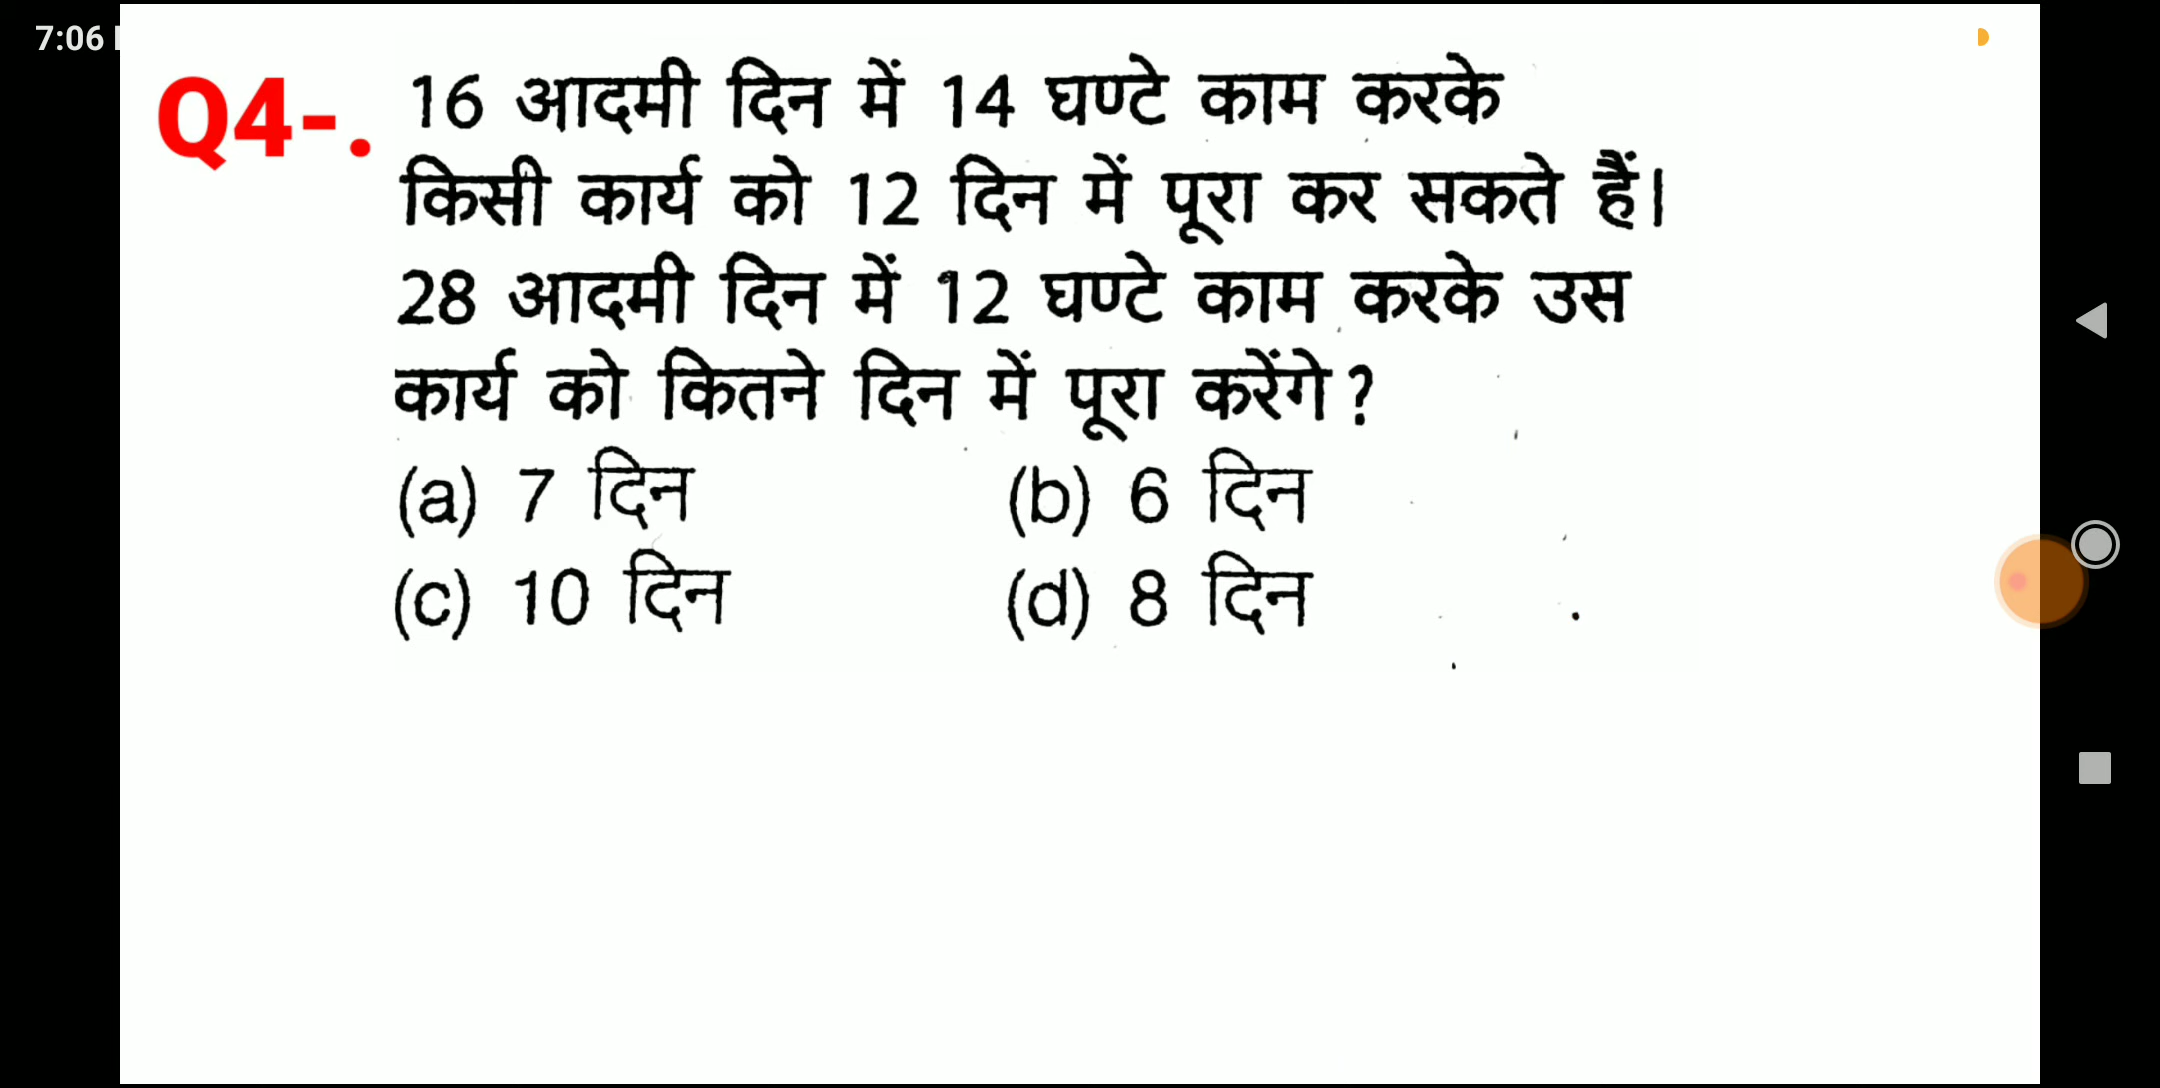 7:06
Q4-. 16 आदमी दिन में 14 घण्टे काम करके
किसी कार्य को 12 दिन में पूरा कर सकते हैं।
28 आदमी दिन में 12 घण्टे काम करके उस
कार्य को कितने दिन में पूरा करेंगे?
(a) 7 दिन (b) 6 दिन
(c) 10 दिन (d) 8 दिन